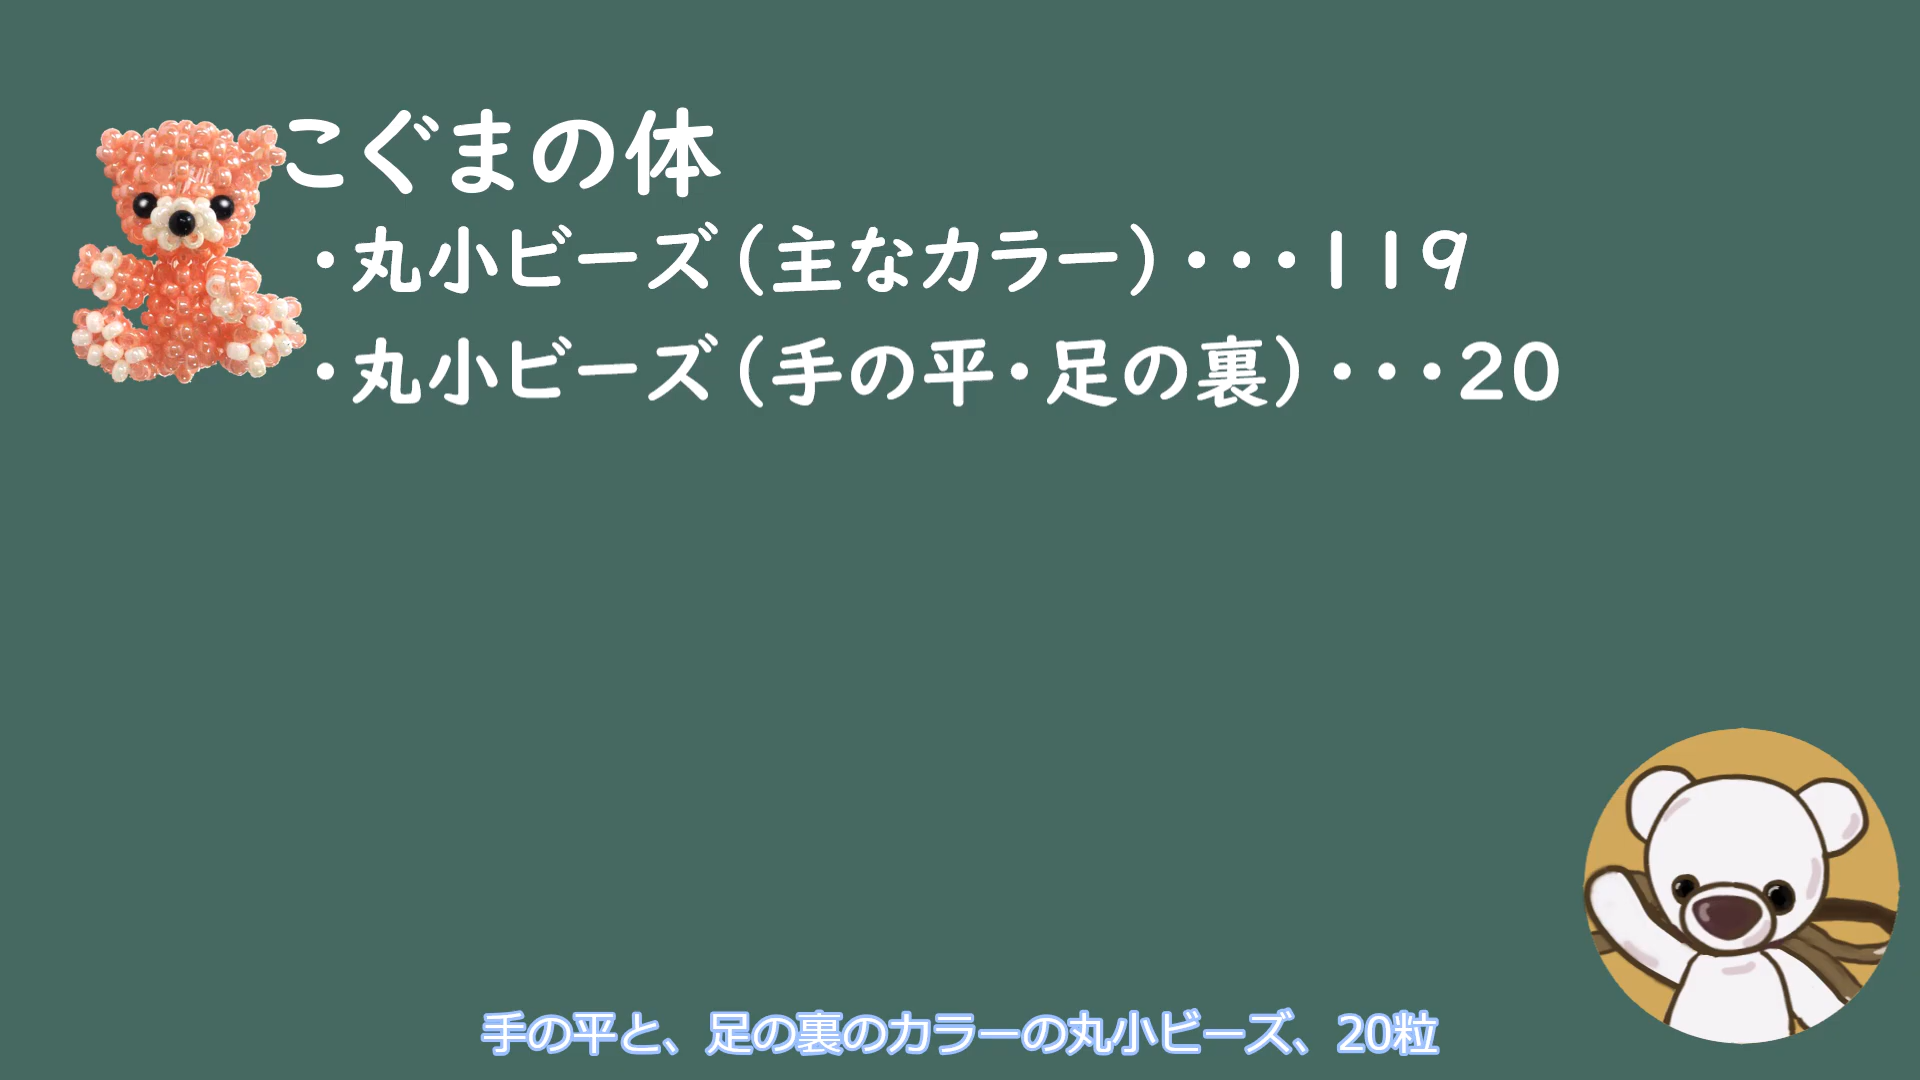 こぐまの体
・丸小ビーズ(主なカラー)・・・119
・丸小ビーズ(手の平・足の裏)・・・20
手の平と、足の裏のカラーの丸小ビーズ、20粒